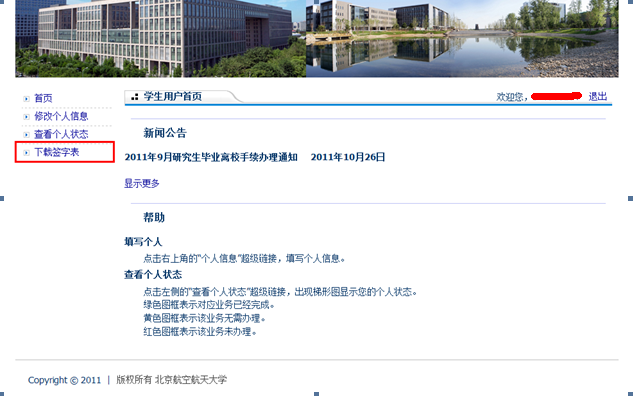 首页
修改个人信息
查看个人状态
下载签字表
学生用户首页
欢迎您，
退出
新闻公告
2011年9月研究生毕业离校手续办理通知 2011年10月26日
显示更多
帮助
填写个人
点击右上角的“个人信息”超级链接，填写个人信息。
查看个人状态
点击左侧的“查看个人状态”超级链接，出现梯形图显示您的个人状态。
绿色图框表示对应业务已经完成。
黄色图框表示该业务无需办理。
红色图框表示该业务未办理。
Copyright © 2011 | 版权所有 北京航空航天大学